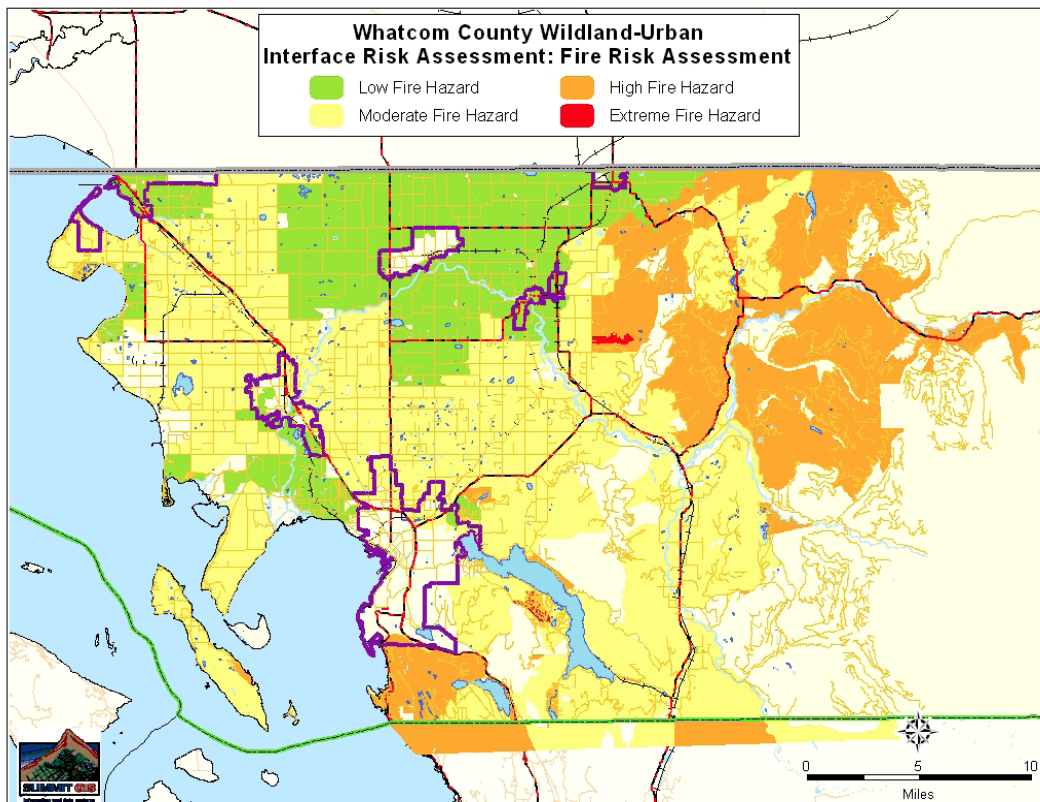 Whatcom County Wildland-Urban
Interface Risk Assessment: Fire Risk Assessment
Low Fire Hazard
High Fire Hazard
Moderate Fire Hazard
Extreme Fire Hazard
SUMMIT GIS
0 5 10
Miles